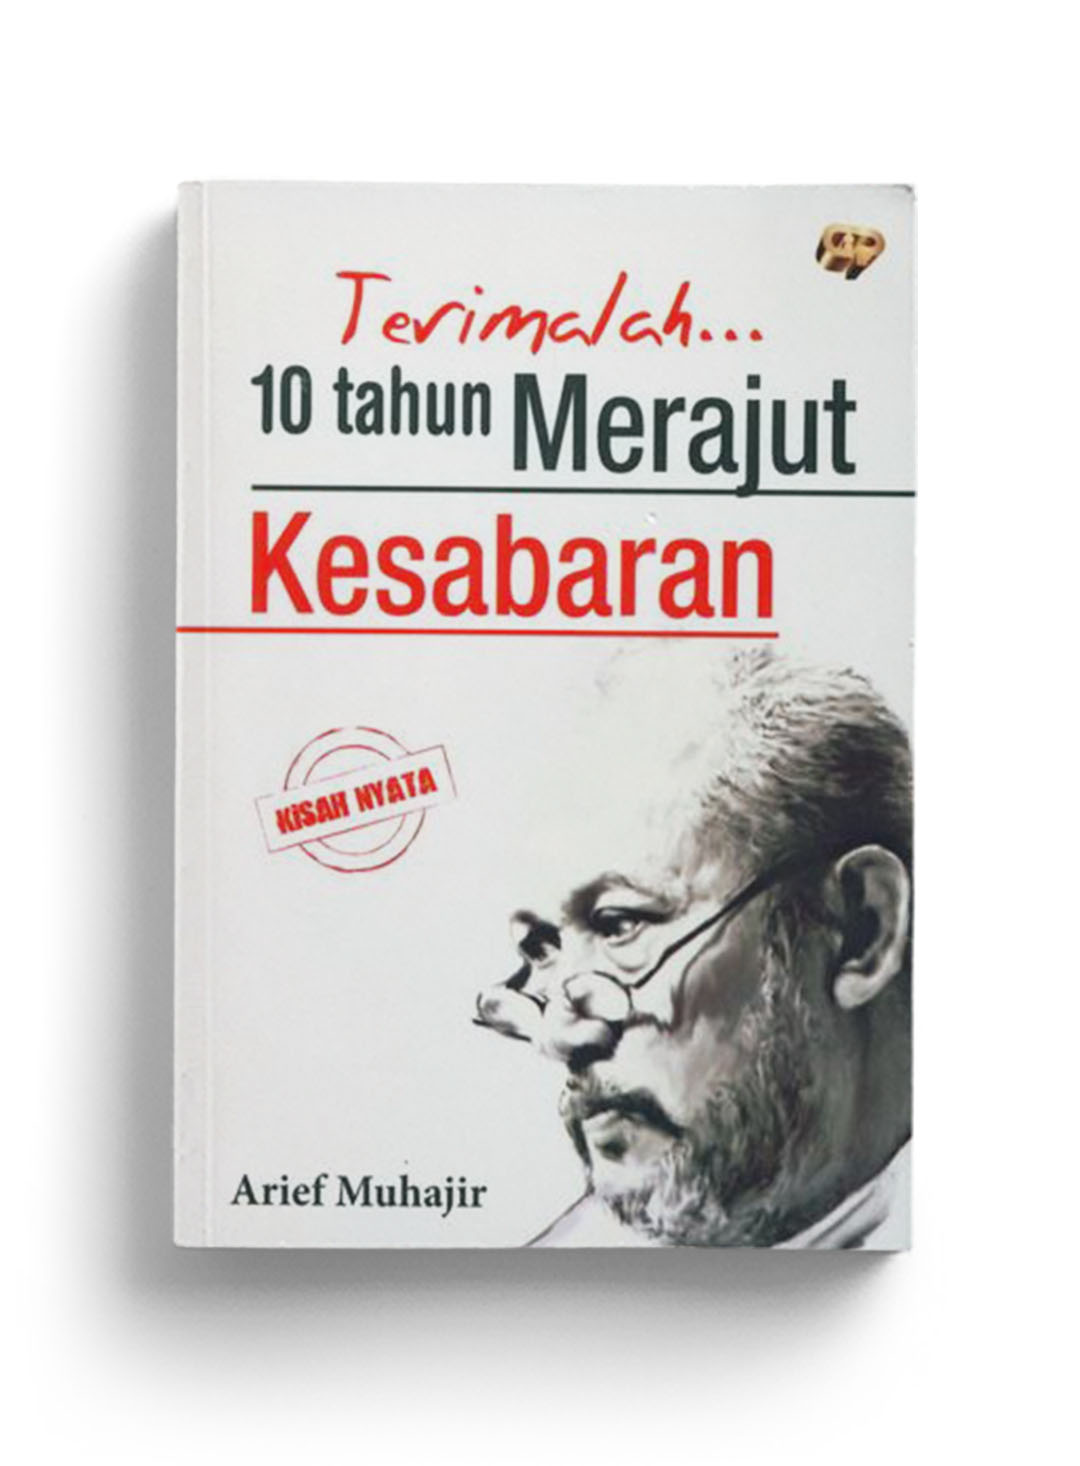 Terimalah...
10 tahun Merajut
Kesabaran
KISAH NYATA
Arief Muhajir